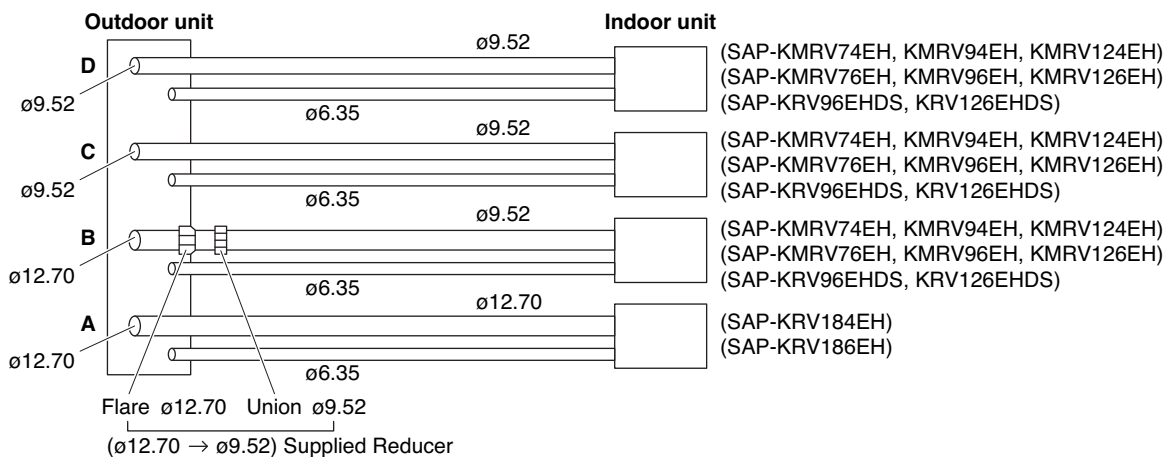 Outdoor unit
Indoor unit
D
ø9.52
ø9.52
ø6.35
(SAP-KMRV74EH, KMRV94EH, KMRV124EH)
(SAP-KMRV76EH, KMRV96EH, KMRV126EH)
(SAP-KRV96EHDS, KRV126EHDS)
C
ø9.52
ø9.52
ø6.35
(SAP-KMRV74EH, KMRV94EH, KMRV124EH)
(SAP-KMRV76EH, KMRV96EH, KMRV126EH)
(SAP-KRV96EHDS, KRV126EHDS)
B
ø12.70
ø9.52
ø6.35
(SAP-KMRV74EH, KMRV94EH, KMRV124EH)
(SAP-KMRV76EH, KMRV96EH, KMRV126EH)
(SAP-KRV96EHDS, KRV126EHDS)
A
ø12.70
ø12.70
ø6.35
(SAP-KRV184EH)
(SAP-KRV186EH)
Flare ø12.70 Union ø9.52
(ø12.70 → ø9.52) Supplied Reducer